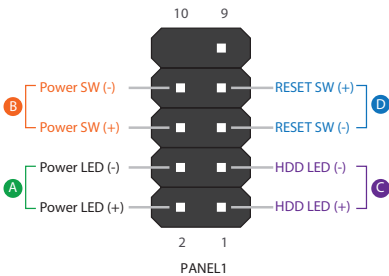 10 9
Power SW (-) RESET SW (+)
B D
Power SW (+) RESET SW (-)
Power LED (-) HDD LED (-)
A C
Power LED (+) HDD LED (+)
2 1
PANEL1